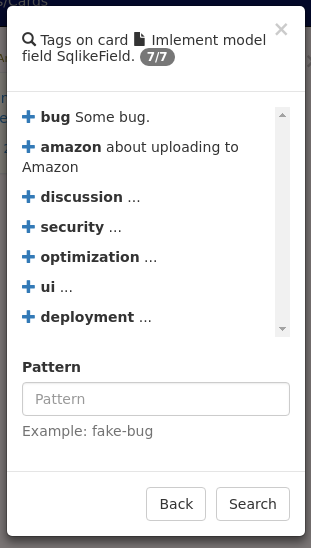 s/Cards
×
Tags on card Imlement model
field SqlikeField. 7/7
bug Some bug.
amazon about uploading to
Amazon
discussion ...
security ...
optimization ...
ui ...
deployment ...
Pattern
Pattern
Example: fake-bug
Back Search